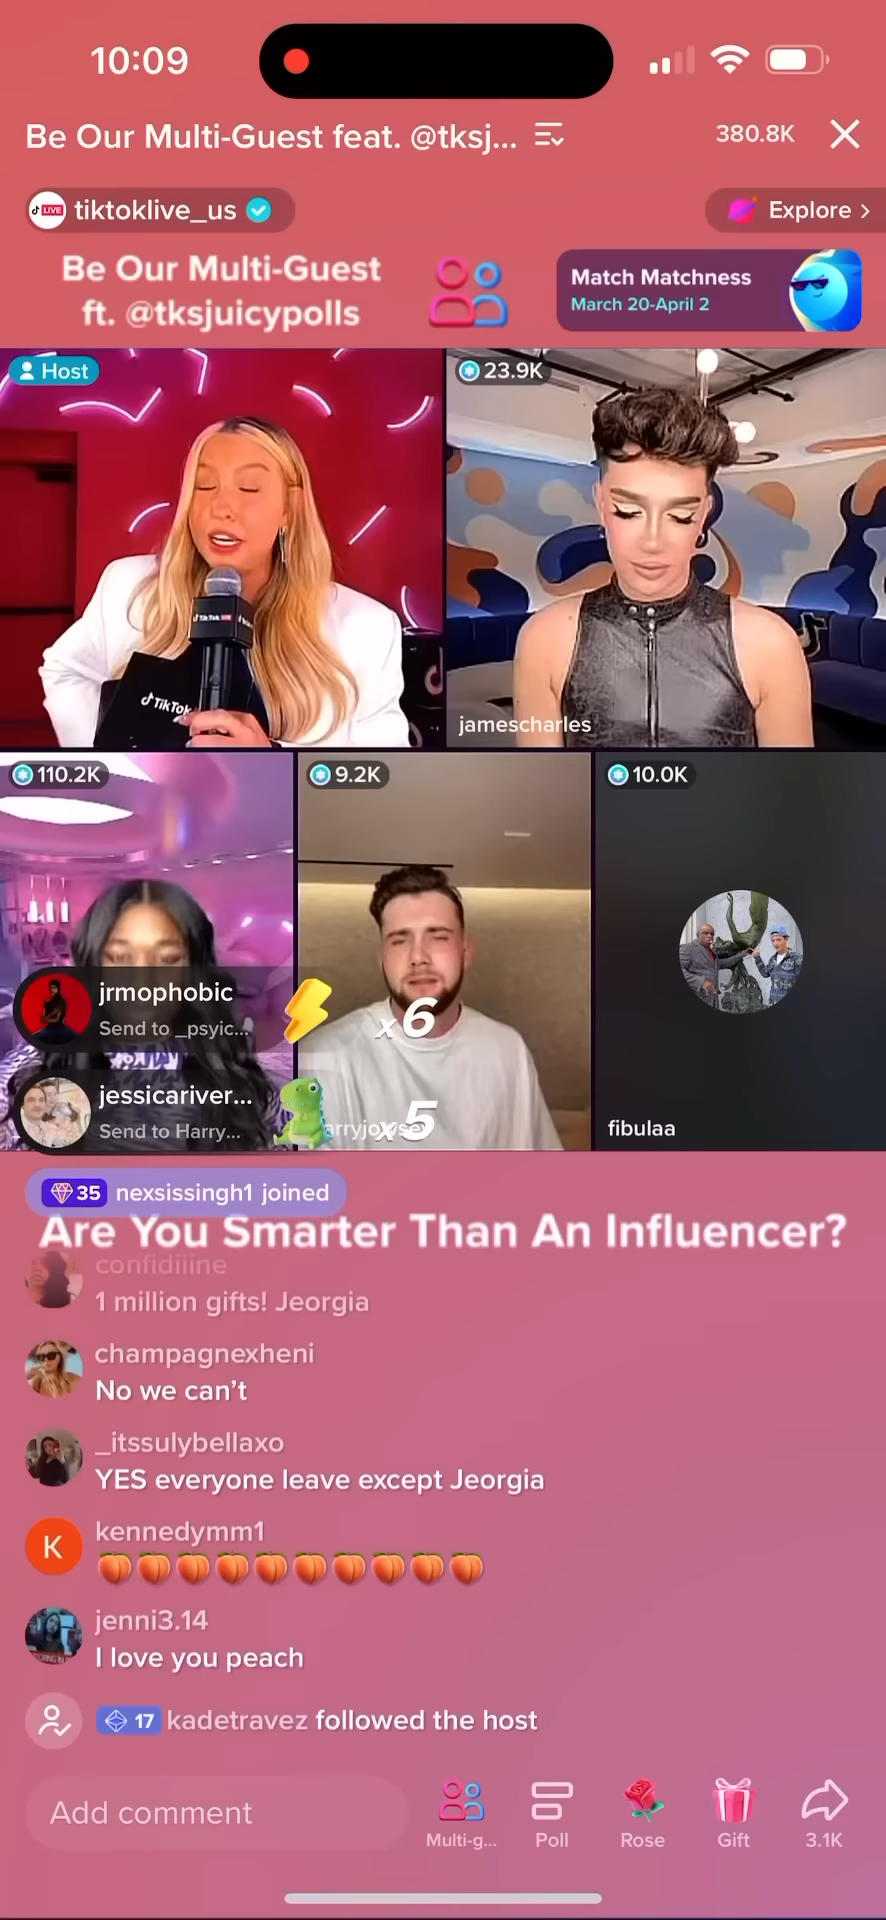 10:09
Be Our Multi-Guest feat. @tksj...
380.8K
LIVE
tiktoklive_us
Explore >
Be Our Multi-Guest
ft. @tksjuicypolls
Match Matchness
March 20-April 2
Host
23.9K
TikTok
jamescharles
110.2K
9.2K
10.0K
jrmophobic
Send to _psyic...
x6
jessicariver...
Send to Harry...
x5
fibulaa
35 nexsissingh1 joined
Are You Smarter Than An Influencer?
confidiiine
1 million gifts! Jeorgia
champagnexheni
No we can't
_itssulybellaxo
YES everyone leave except Jeorgia
K
kennedymm1
🍑🍑🍑🍑🍑🍑🍑🍑🍑🍑
jenni3.14
I love you peach
17 kadetravez followed the host
Add comment
Multi-g...
Poll
Rose
Gift
3.1K